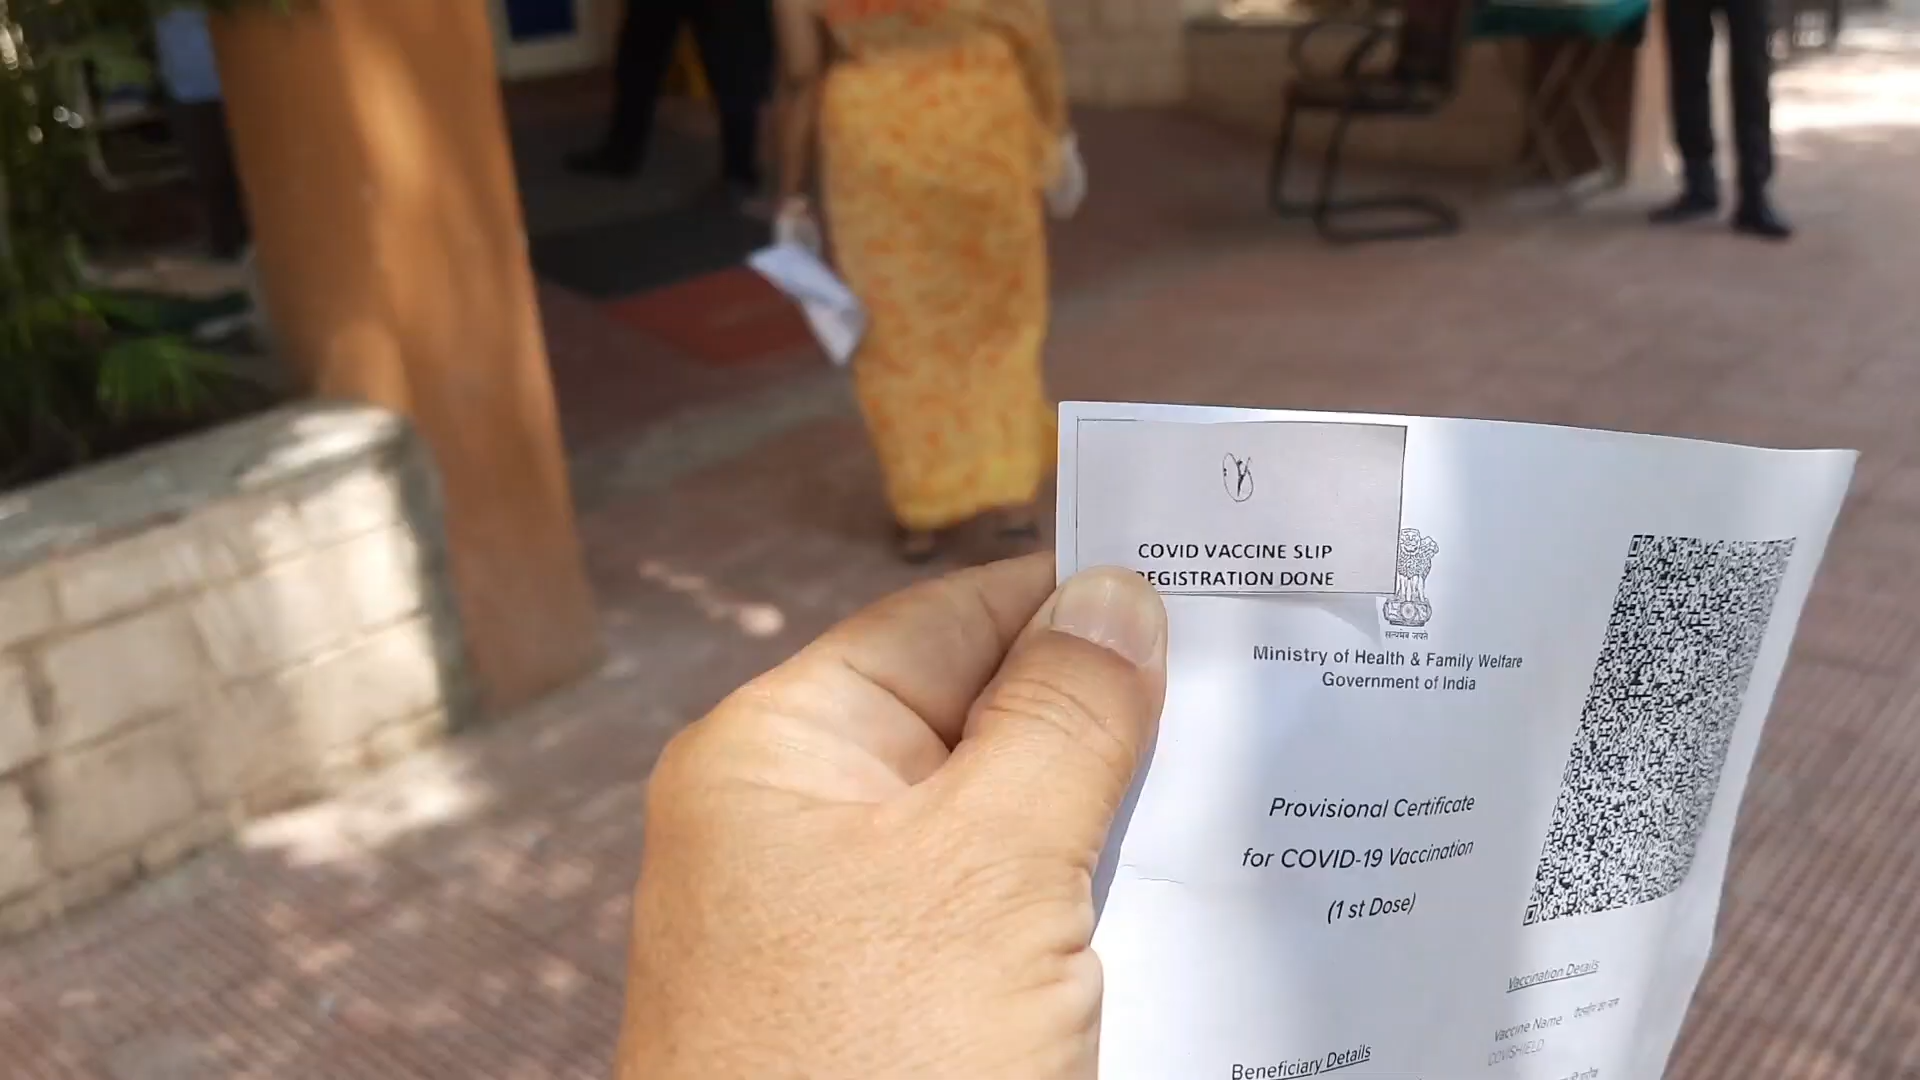 COVID VACCINE SLIP
REGISTRATION DONE
सत्यमेव जयते
Ministry of Health & Family Welfare
Government of India
Provisional Certificate
for COVID-19 Vaccination
(1 st Dose)
Vaccination Details
Vaccine Name वैक्सीन का नाम
COVISHIELD
Beneficiary Details